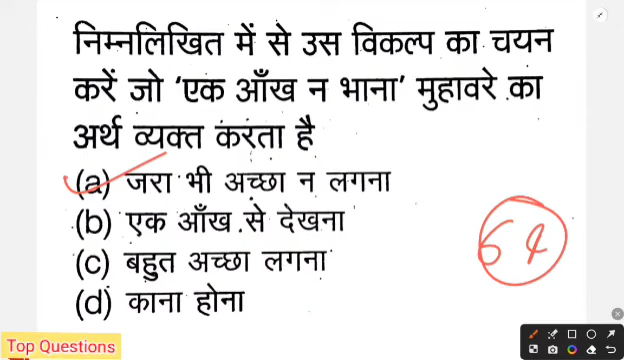 निम्नलिखित में से उस विकल्प का चयन
करें जो 'एक आँख न भाना' मुहावरे का
अर्थ व्यक्त करता है
(a) जरा भी अच्छा न लगना
(b) एक आँख से देखना
(c) बहुत अच्छा लगना
(d) काना होना
64
Top Questions